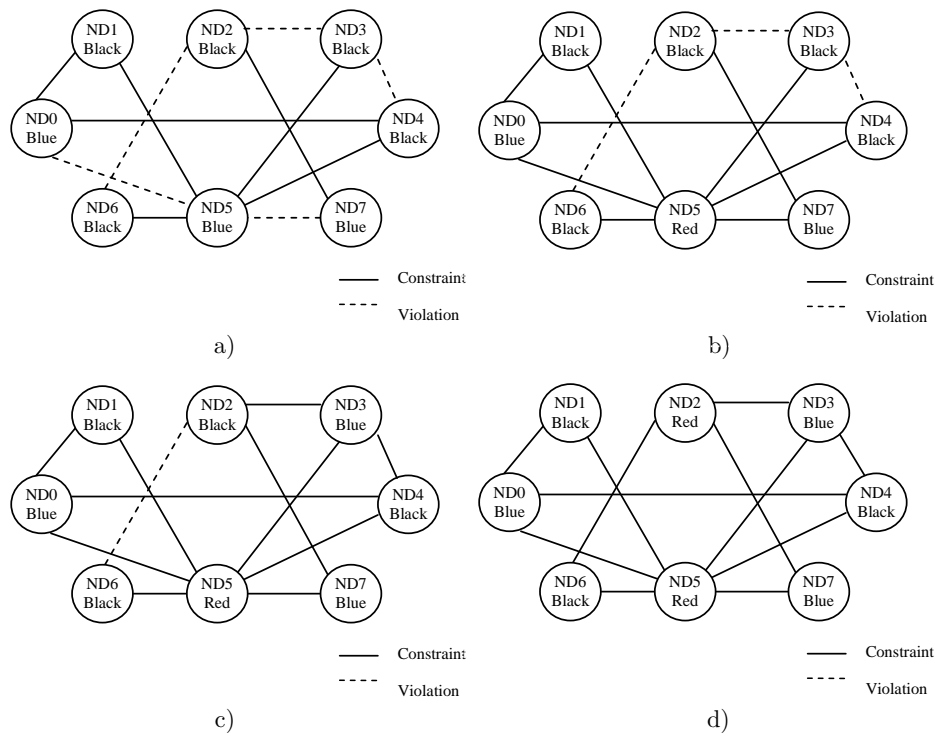 ND1
Black
ND2
Black
ND3
Black
ND0
Blue
ND4
Black
ND6
Black
ND5
Blue
ND7
Blue
Constraint
Violation
a)
ND1
Black
ND2
Black
ND3
Black
ND0
Blue
ND4
Black
ND6
Black
ND5
Red
ND7
Blue
Constraint
Violation
b)
ND1
Black
ND2
Black
ND3
Blue
ND0
Blue
ND4
Black
ND6
Black
ND5
Red
ND7
Blue
Constraint
Violation
c)
ND1
Black
ND2
Red
ND3
Blue
ND0
Blue
ND4
Black
ND6
Black
ND5
Red
ND7
Blue
Constraint
Violation
d)